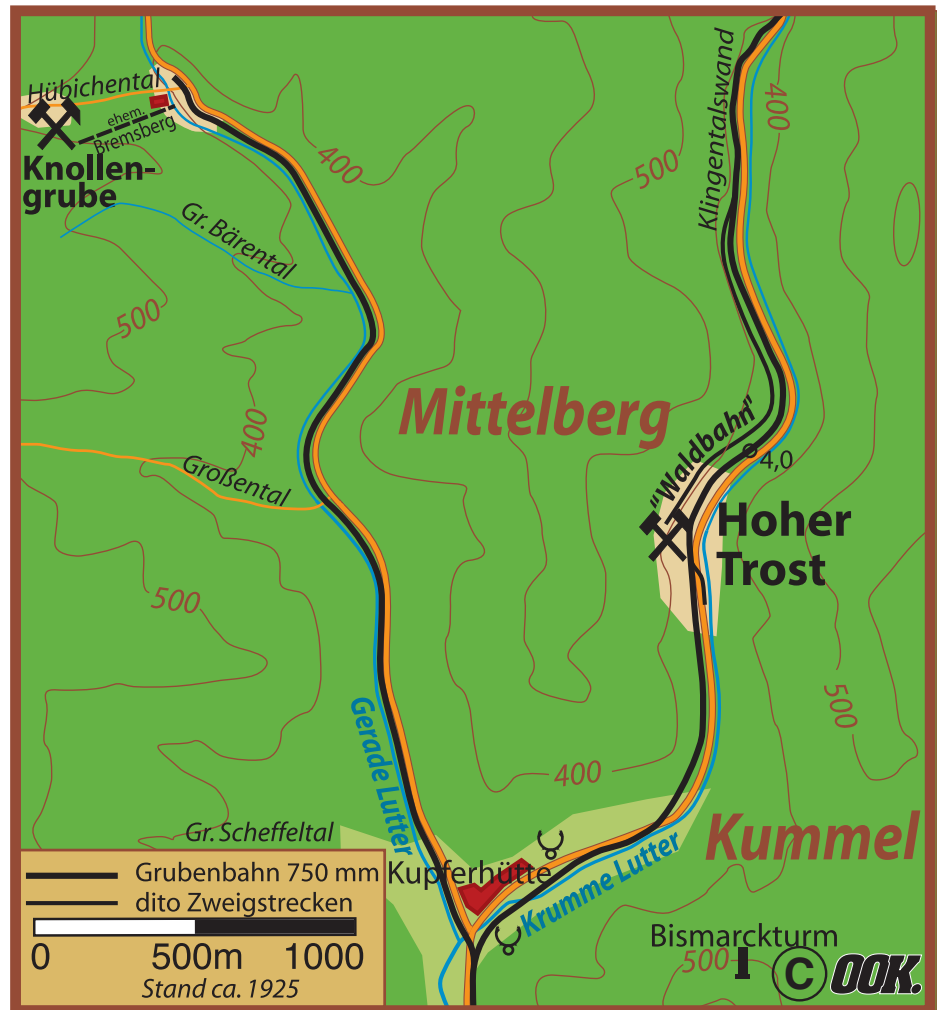 Hübichental
ehem.
Bremsberg
Knollen-
grube
Gr. Bärental
400
500
Klingentalswand
400
500
400
Großental
Mittelberg
"Waldbahn"
4,0
Hoher
Trost
500
500
Gerade Lutter
400
Gr. Scheffeltal
Kupferhütte
Krumme Lutter
Kummel
Bismarckturm
500
C OOK.
Grubenbahn 750 mm
dito Zweigstrecken
0 500m 1000
Stand ca. 1925